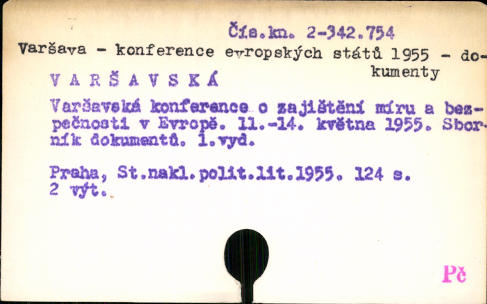 Čís.kn. 2-342.754
Varšava - konference evropských států 1955 - do-
kumenty
VARŠAVSKÁ
Varšavská konference o zajištění míru a bez-
pečnosti v Evropě. 11.-14. května 1955. Sbor-
ník dokumentů. 1.vyd.
Praha, St.nakl.polit.lit.1955. 124 s.
2 výt.
Pč